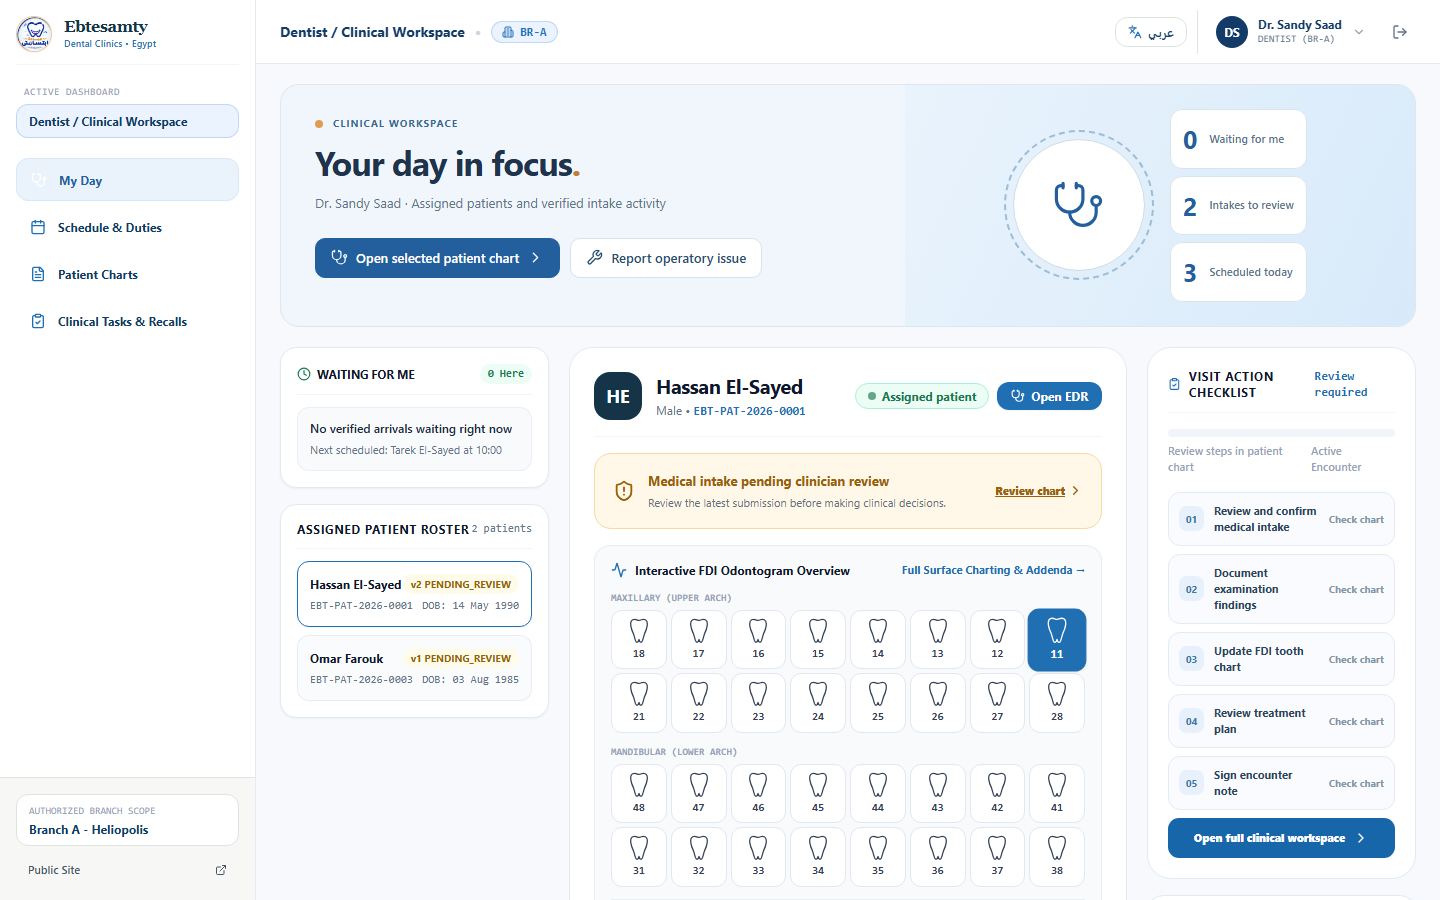 Ebtesamty
Dental Clinics • Egypt
ACTIVE DASHBOARD
Dentist / Clinical Workspace
My Day
Schedule & Duties
Patient Charts
Clinical Tasks & Recalls
AUTHORIZED BRANCH SCOPE
Branch A - Heliopolis
Public Site
Dentist / Clinical Workspace
BR-A
عربي
DS
Dr. Sandy Saad
DENTIST (BR-A)
CLINICAL WORKSPACE
Your day in focus.
Dr. Sandy Saad · Assigned patients and verified intake activity
Open selected patient chart
Report operatory issue
0 Waiting for me
2 Intakes to review
3 Scheduled today
WAITING FOR ME
0 Here
No verified arrivals waiting right now
Next scheduled: Tarek El-Sayed at 10:00
ASSIGNED PATIENT ROSTER
2 patients
Hassan El-Sayed
v2 PENDING_REVIEW
EBT-PAT-2026-0001 DOB: 14 May 1990
Omar Farouk
v1 PENDING_REVIEW
EBT-PAT-2026-0003 DOB: 03 Aug 1985
HE
Hassan El-Sayed
Male • EBT-PAT-2026-0001
Assigned patient
Open EDR
Medical intake pending clinician review
Review the latest submission before making clinical decisions.
Review chart
Interactive FDI Odontogram Overview
Full Surface Charting & Addenda →
MAXILLARY (UPPER ARCH)
18 17 16 15 14 13 12 11
21 22 23 24 25 26 27 28
MANDIBULAR (LOWER ARCH)
48 47 46 45 44 43 42 41
31 32 33 34 35 36 37 38
VISIT ACTION
CHECKLIST
Review
required
Review steps in patient
chart
Active
Encounter
01 Review and confirm
medical intake
Check chart
02 Document
examination
findings
Check chart
03 Update FDI tooth
chart
Check chart
04 Review treatment
plan
Check chart
05 Sign encounter
note
Check chart
Open full clinical workspace